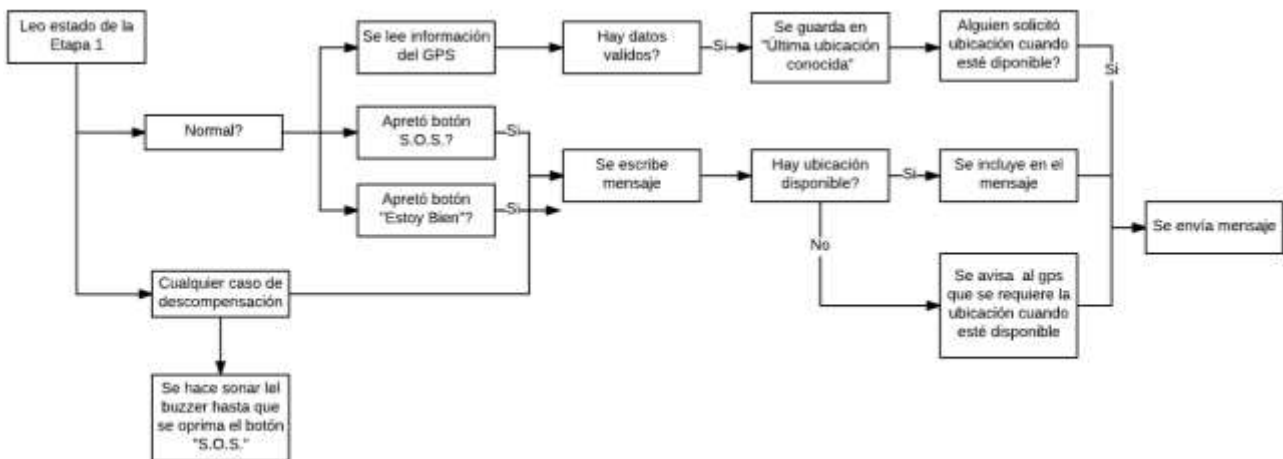 Leo estado de la
Etapa 1
Se lee información
del GPS
Hay datos
validos?
Si
Se guarda en
"Última ubicación
conocida"
Alguien solicitó
ubicación cuando
esté diponible?
Si
Normal?
Apretó botón
S.O.S.?
Si
Se escribe
mensaje
Hay ubicación
disponible?
Si
Se incluye en el
mensaje
Apretó botón
"Estoy Bien"?
Si
No
Se envía mensaje
Cualquier caso de
descompensación
Se avisa al gps
que se requiere la
ubicación cuando
esté disponible
Se hace sonar lel
buzzer hasta que
se oprima el botón
"S.O.S."